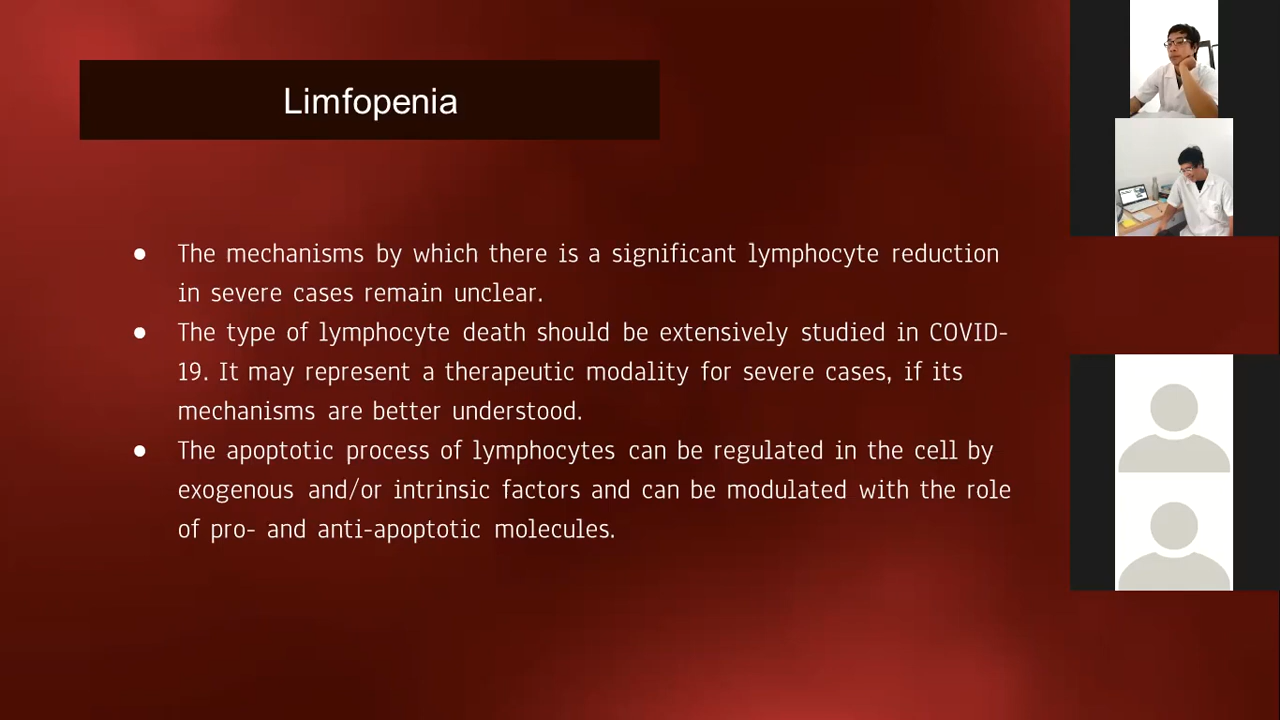 Limfopenia
● The mechanisms by which there is a significant lymphocyte reduction
in severe cases remain unclear.
● The type of lymphocyte death should be extensively studied in COVID-
19. It may represent a therapeutic modality for severe cases, if its
mechanisms are better understood.
● The apoptotic process of lymphocytes can be regulated in the cell by
exogenous and/or intrinsic factors and can be modulated with the role
of pro- and anti-apoptotic molecules.